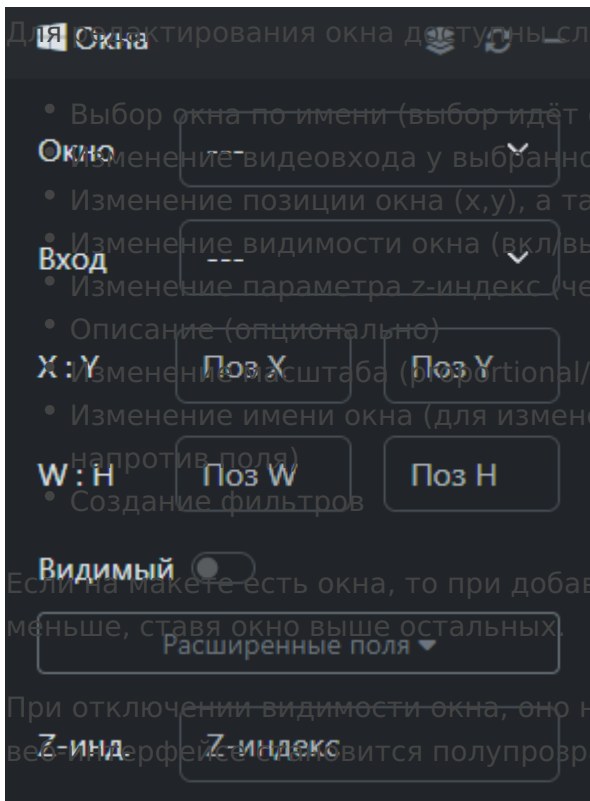 Для редактирования окна доступны сл
Окна
Выбор окна по имени (выбор идёт
Окно ---
Изменение видеовхода у выбранно
Изменение позиции окна (x,y), а та
Изменение видимости окна (вкл/вы
Вход ---
Изменение параметра z-индекс (че
Описание (опционально)
X : Y Поз X Поз Y
Изменение масштаба (proportional/
Изменение имени окна (для измене
напротив поля)
W : H Поз W Поз H
Создание фильтров
Видимый
Если на макете есть окна, то при добав
меньше, ставя окно выше остальных.
Расширенные поля
При отключении видимости окна, оно н
Z-инд. Z-индекс
веб-интерфейсе становится полупрозр